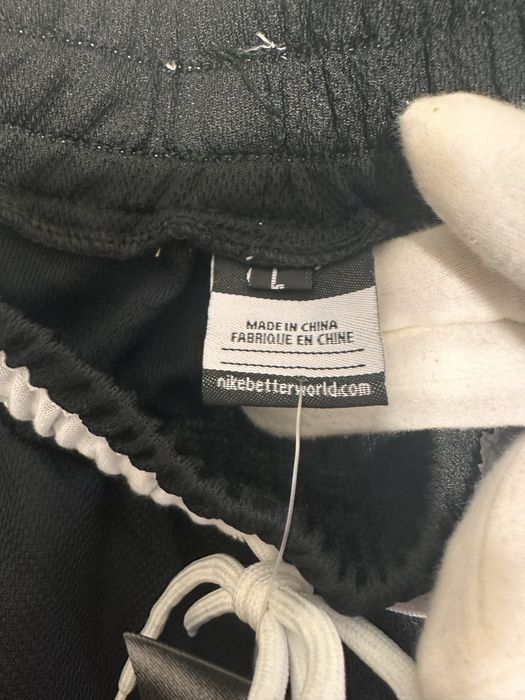 L
MADE IN CHINA
FABRIQUE EN CHINE
nikebetterworld.com